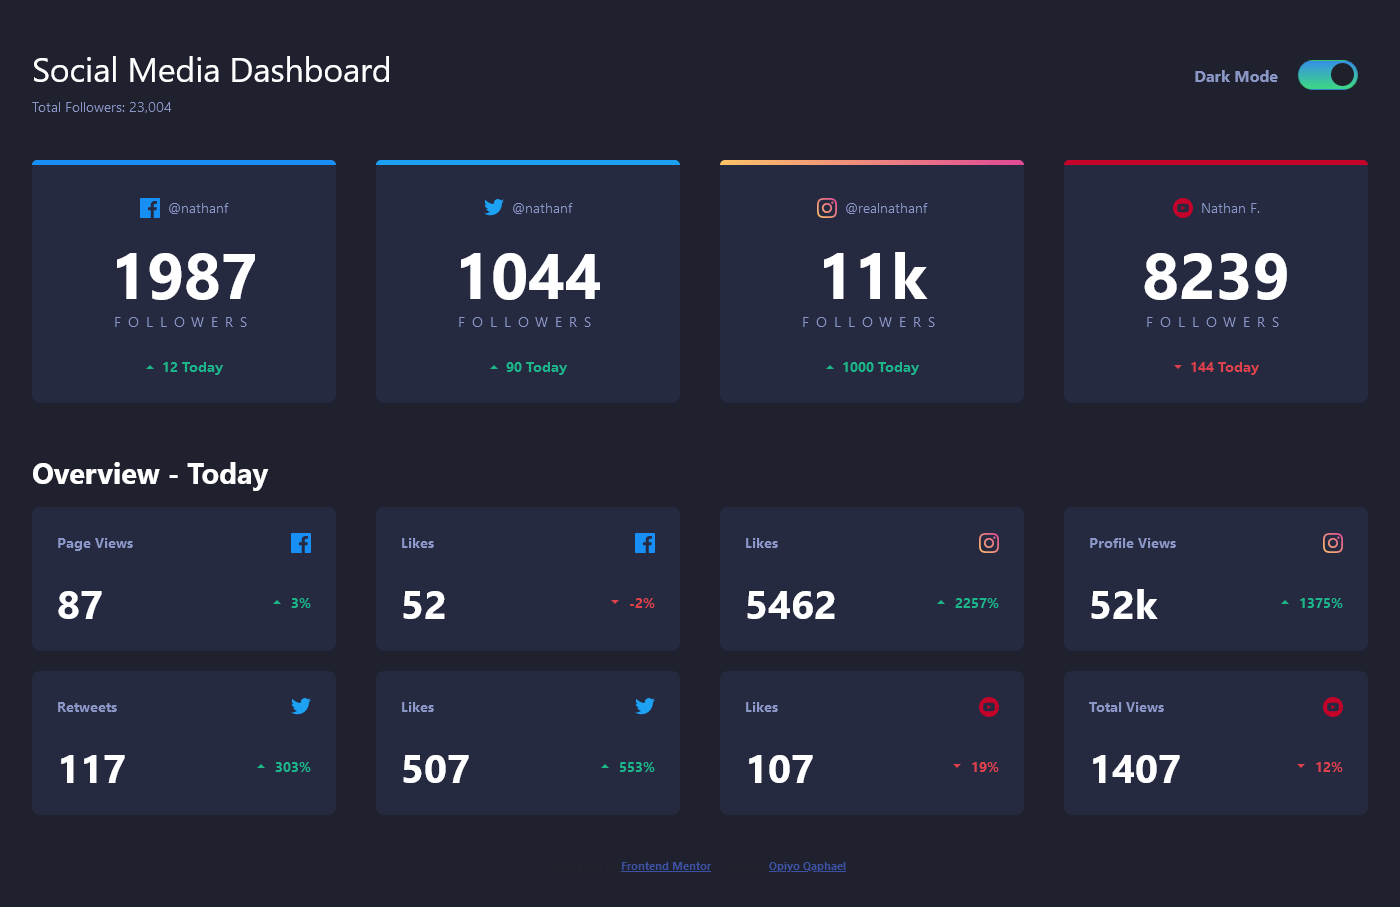 Social Media Dashboard
Dark Mode
Total Followers: 23,004
@nathanf
@nathanf
@realnathanf
Nathan F.
1987
1044
11k
8239
FOLLOWERS
FOLLOWERS
FOLLOWERS
FOLLOWERS
12 Today
90 Today
1000 Today
144 Today
Overview - Today
Page Views
Likes
Likes
Profile Views
87
3%
52
-2%
5462
2257%
52k
1375%
Retweets
Likes
Likes
Total Views
117
303%
507
553%
107
19%
1407
12%
Frontend Mentor
Opiyo Qaphael